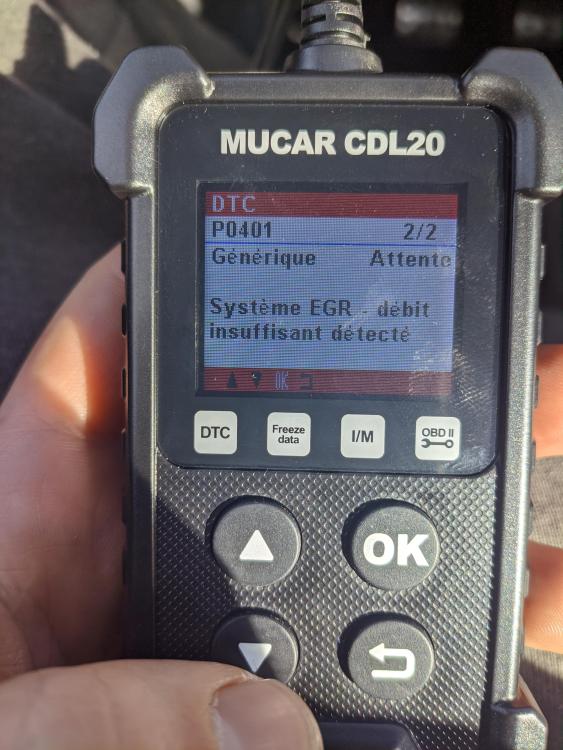 MUCAR CDL20
DTC
P0401 2/2
Générique Attente
Système EGR - débit
insuffisant détecté
OK
DTC
Freeze
data
I/M
OBD II
OK